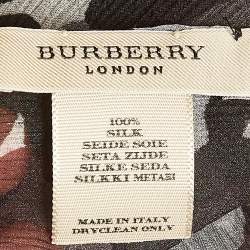 BURBERRY
LONDON
100%
SILK
SEIDE SOIE
SETA ZIJDE
SILKE SEDA
SILKKI METASI
MADE IN ITALY
DRYCLEAN ONLY